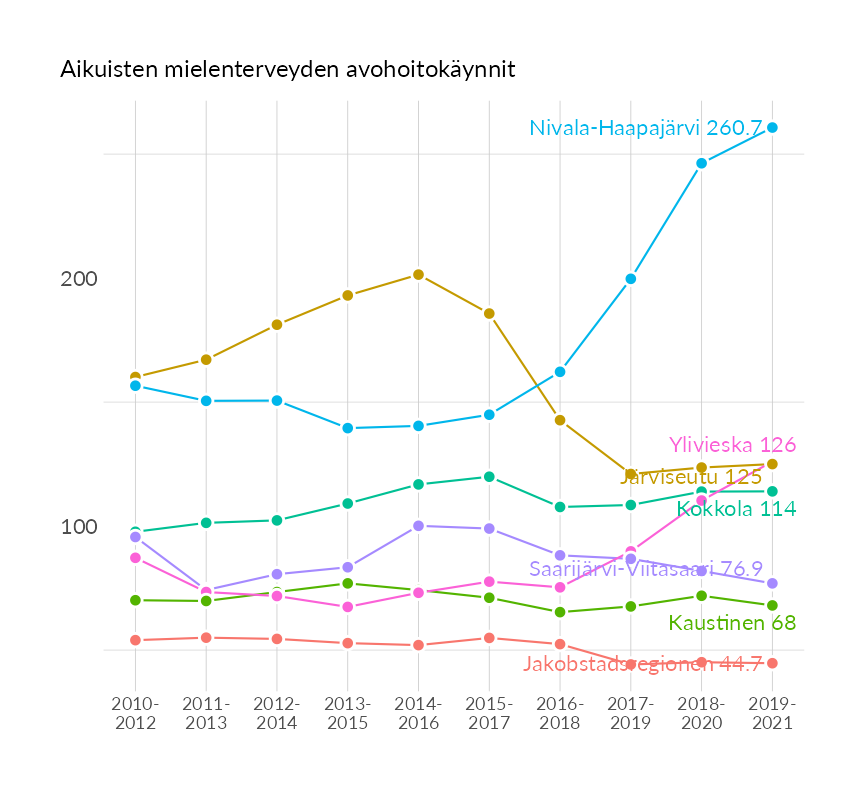 Aikuisten mielenterveyden avohoitokäynnit
Nivala-Haapajärvi 260.7
200
Ylivieska 126
Järviseutu 125
Kokkola 114
100
Saarijärvi-Viitasaari 76.9
Kaustinen 68
Jakobstadsregionen 44.7
2010- 2011- 2012- 2013- 2014- 2015- 2016- 2017- 2018- 2019-
2012 2013 2014 2015 2016 2017 2018 2019 2020 2021